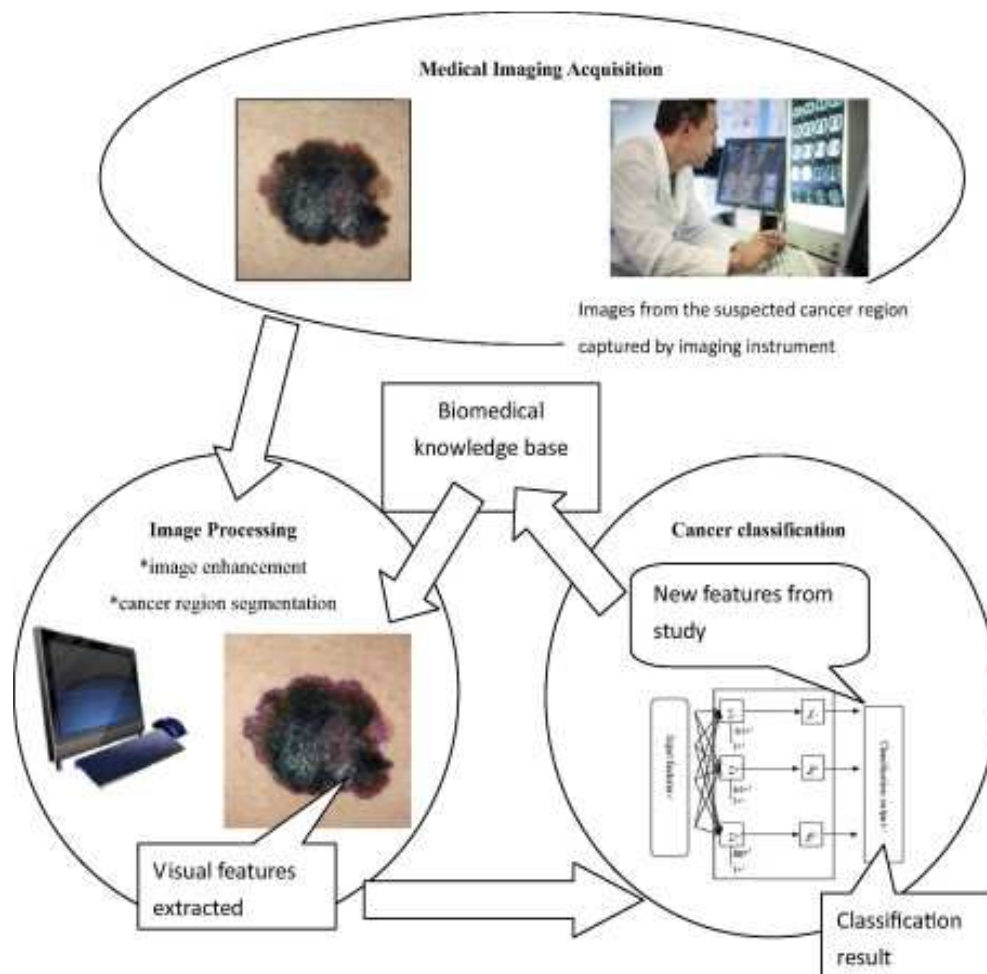 Medical Imaging Acquisition
Images from the suspected cancer region
captured by imaging instrument
Biomedical
knowledge base
Image Processing
*image enhancement
*cancer region segmentation
Visual features
extracted
Cancer classification
New features from
study
Classification
result